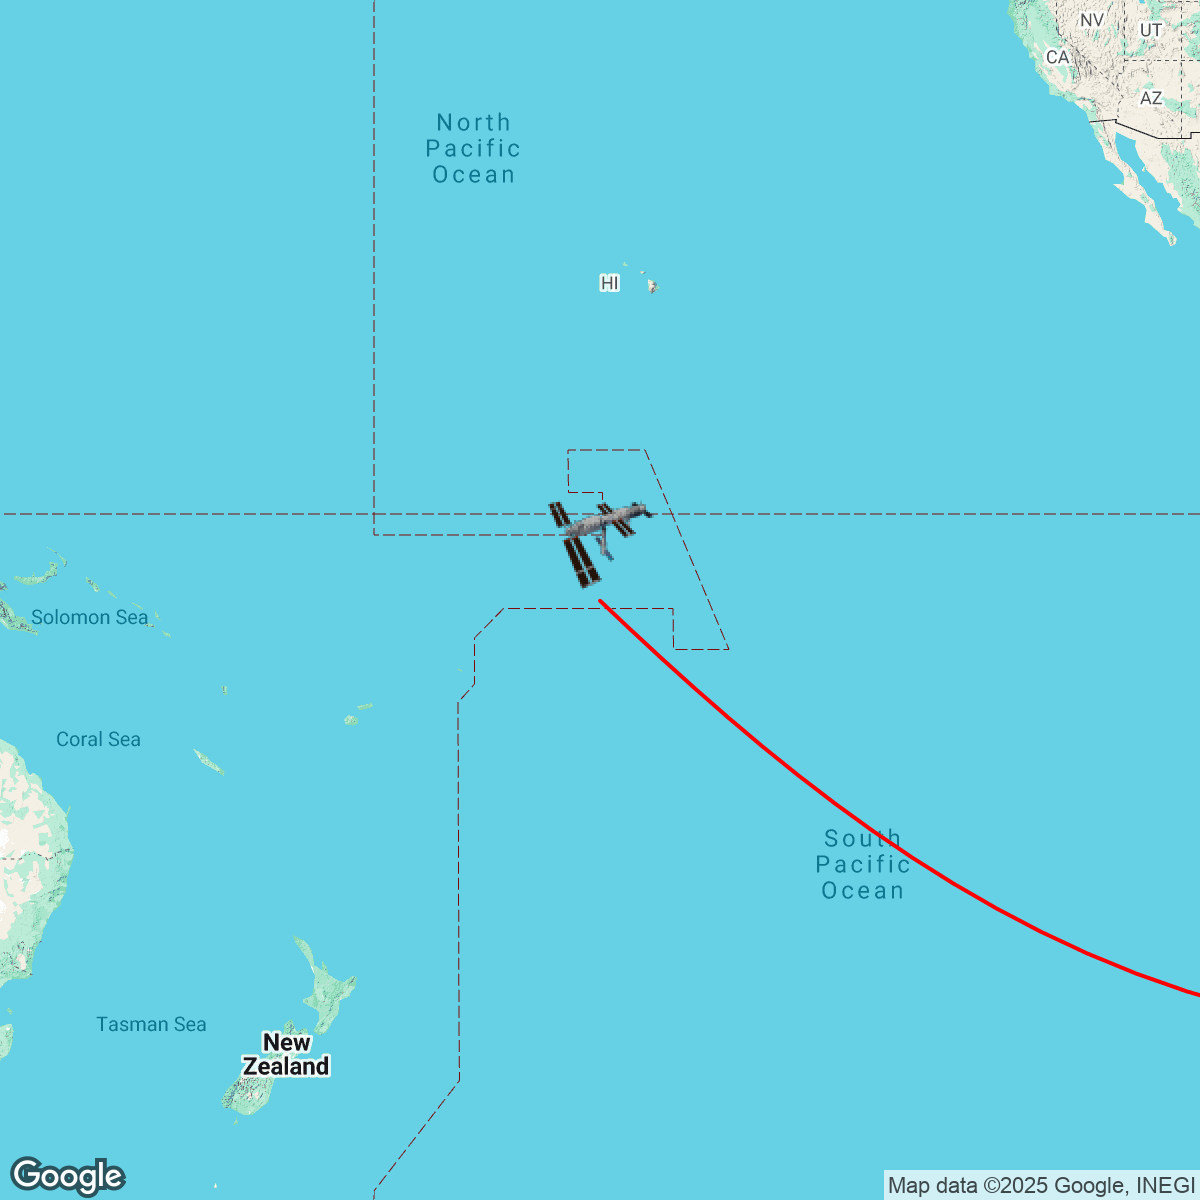 NV
UT
CA
AZ
North
Pacific
Ocean
HI
Solomon Sea
Coral Sea
South
Pacific
Ocean
Tasman Sea
New
Zealand
Google
Map data ©2025 Google, INEGI